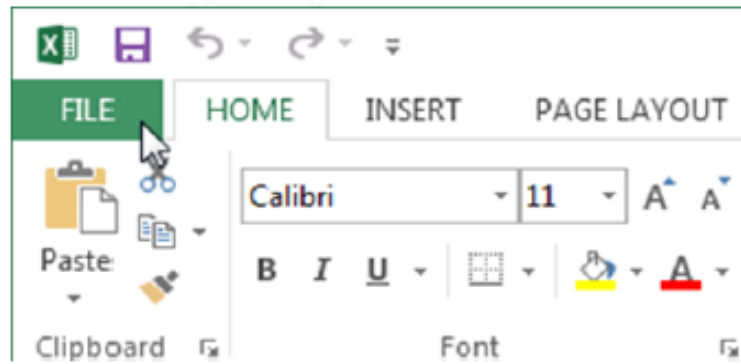 FILE HOME INSERT PAGE LAYOUT
Calibri 11 A A
Paste B I U A
Clipboard Font